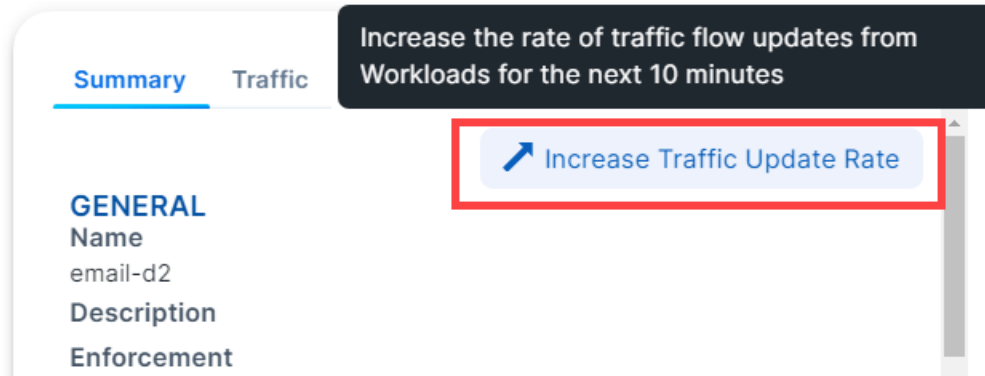 Increase the rate of traffic flow updates from
Workloads for the next 10 minutes
Summary Traffic
Increase Traffic Update Rate
GENERAL
Name
email-d2
Description
Enforcement